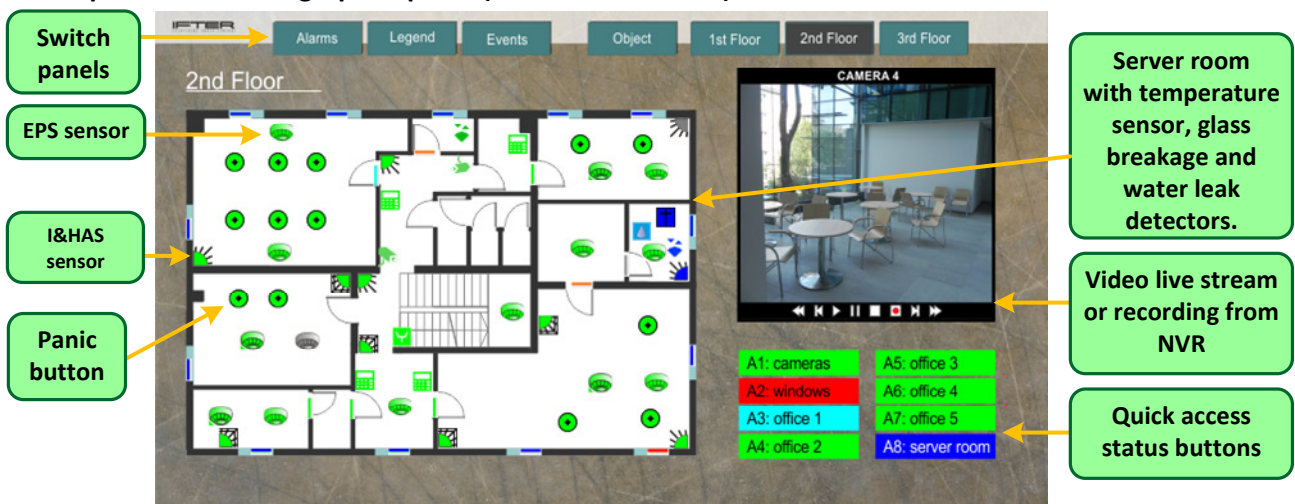 IFTER
Alarms Legend Events Object 1st Floor 2nd Floor 3rd Floor
Switch
panels
2nd Floor
CAMERA 4
EPS sensor
I&HAS
sensor
Panic
button
Server room
with temperature
sensor, glass
breakage and
water leak
detectors.
Video live stream
or recording from
NVR
A1: cameras A5: office 3
A2: windows A6: office 4
A3: office 1 A7: office 5
A4: office 2 A8: server room
Quick access
status buttons